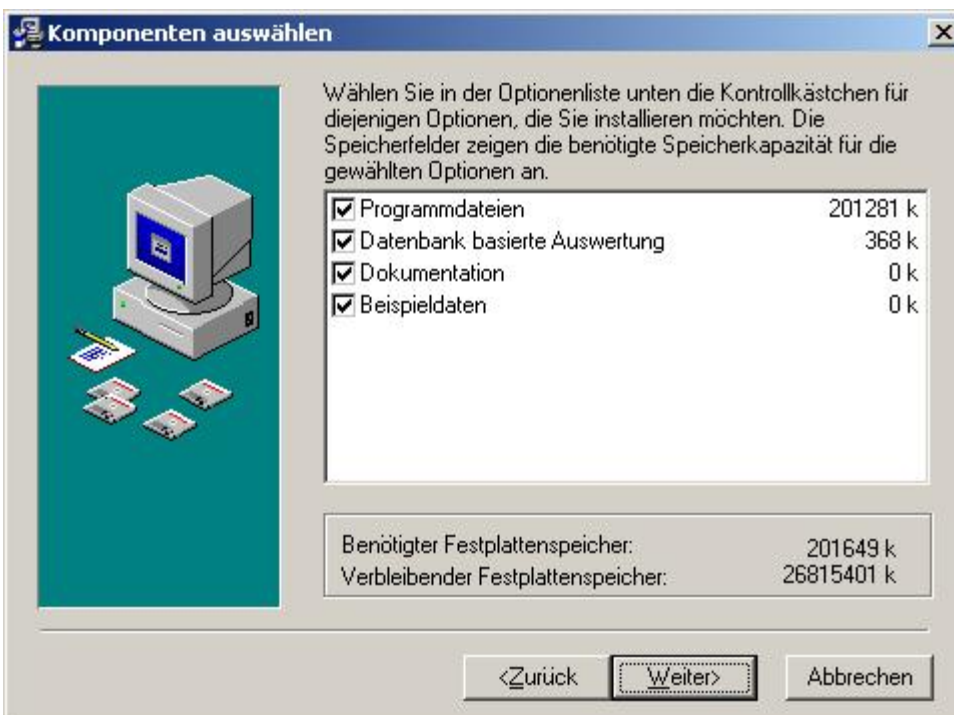 Komponenten auswählen
Wählen Sie in der Optionenliste unten die Kontrollkästchen für
diejenigen Optionen, die Sie installieren möchten. Die
Speicherfelder zeigen die benötigte Speicherkapazität für die
gewählten Optionen an.
Programmdateien 201281 k
Datenbank basierte Auswertung 368 k
Dokumentation 0 k
Beispieldaten 0 k
Benötigter Festplattenspeicher: 201649 k
Verbleibender Festplattenspeicher: 26815401 k
<Zurück Weiter> Abbrechen